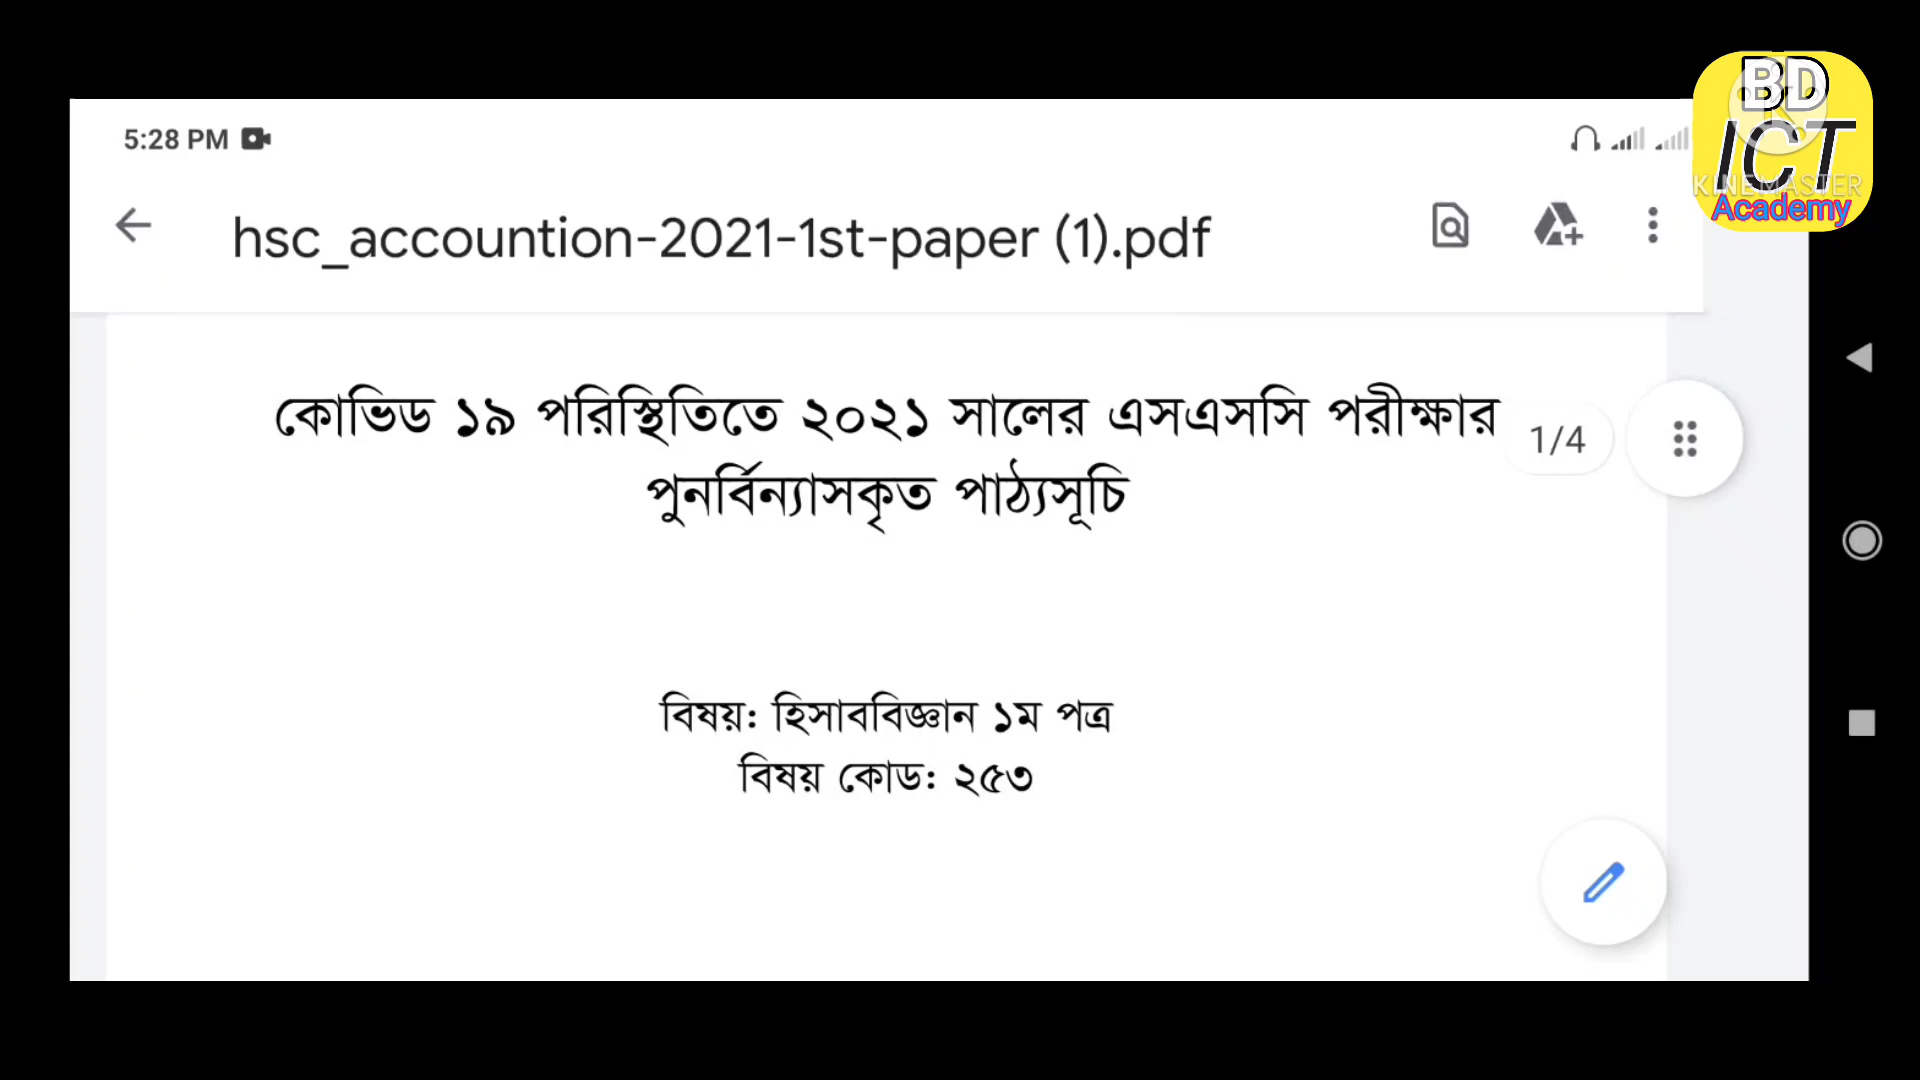 BD
ICT
KINEMASTER
Academy
5:28 PM
hsc_accountion-2021-1st-paper (1).pdf
কোভিড ১৯ পরিস্থিতিতে ২০২১ সালের এসএসসি পরীক্ষার
1/4
পুনর্বিন্যাসকৃত পাঠ্যসূচি
বিষয়: হিসাববিজ্ঞান ১ম পত্র
বিষয় কোড: ২৫৩